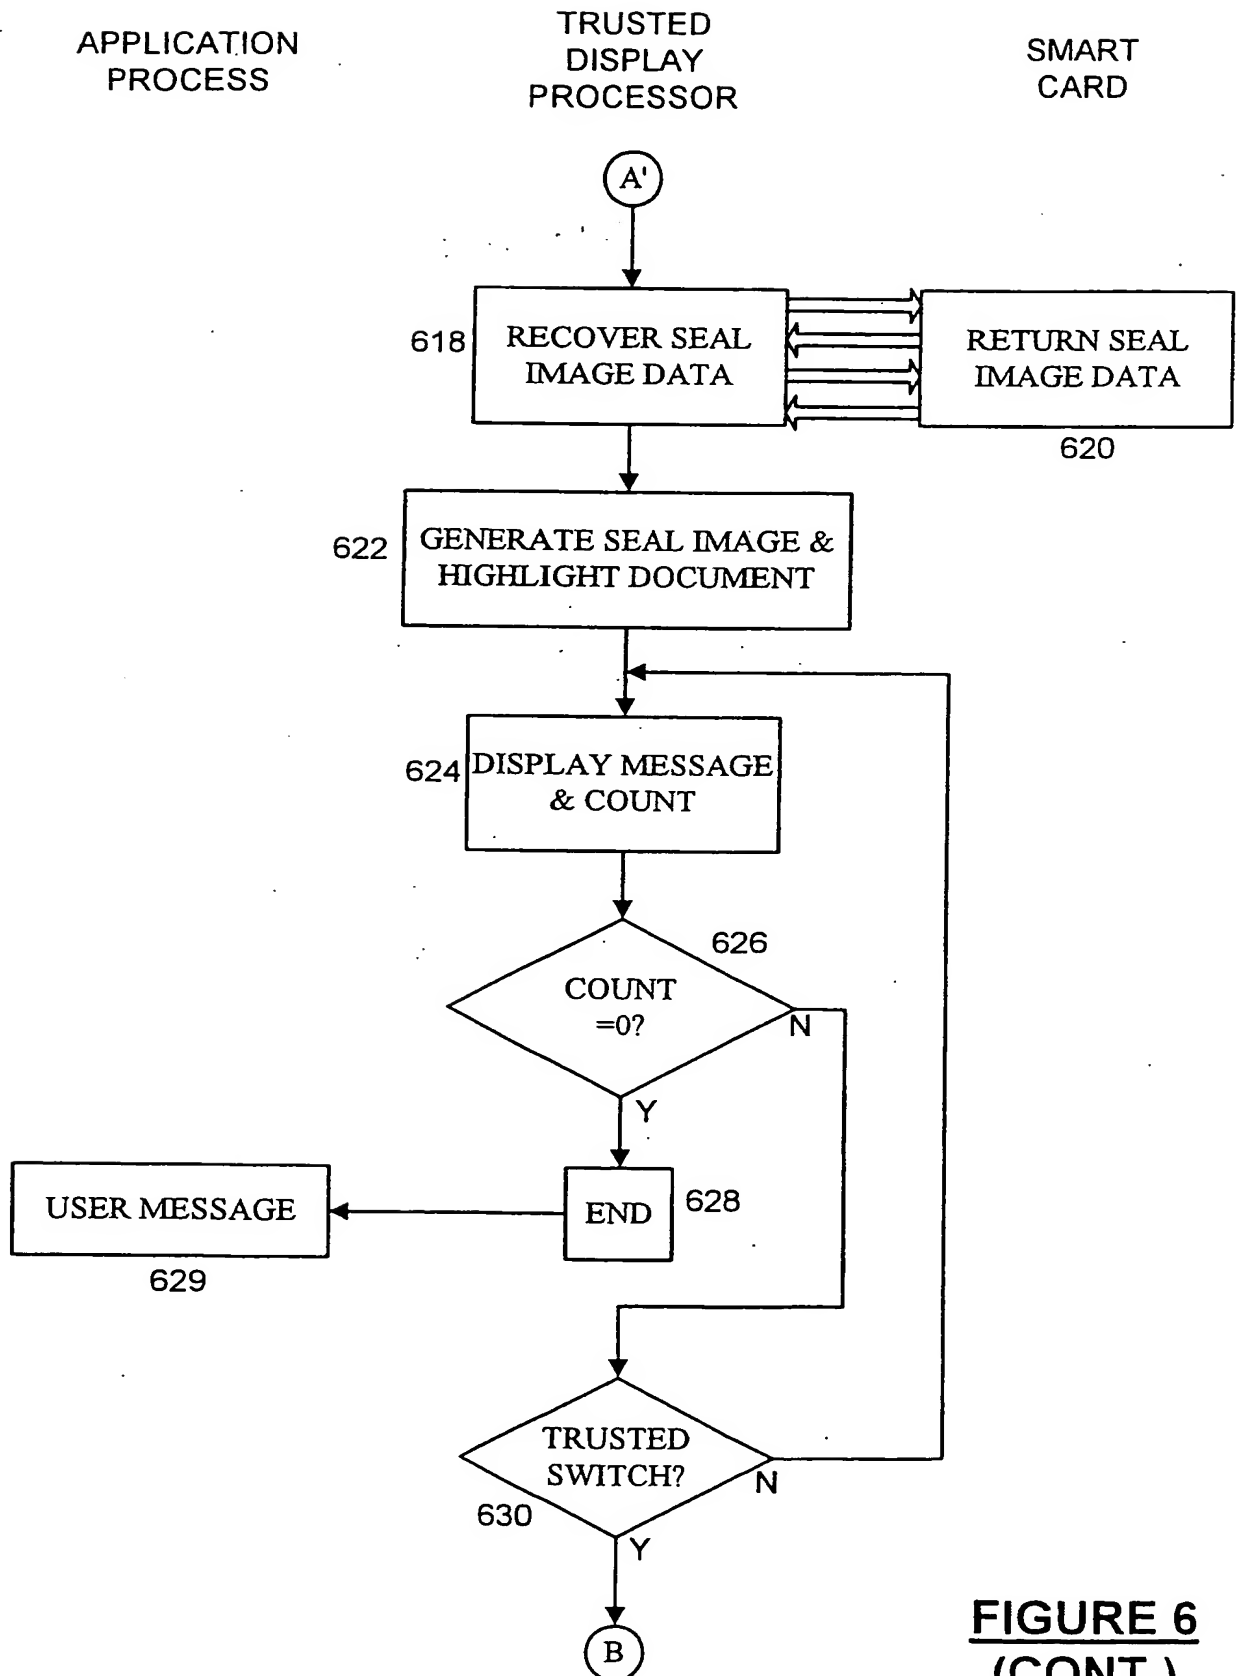 APPLICATION
PROCESS
TRUSTED
DISPLAY
PROCESSOR
SMART
CARD
A'
618
RECOVER SEAL
IMAGE DATA
RETURN SEAL
IMAGE DATA
620
622
GENERATE SEAL IMAGE &
HIGHLIGHT DOCUMENT
624
DISPLAY MESSAGE
& COUNT
626
COUNT
=0?
N
Y
USER MESSAGE
629
END
628
TRUSTED
SWITCH?
N
630
Y
B
FIGURE 6
(CONT.)